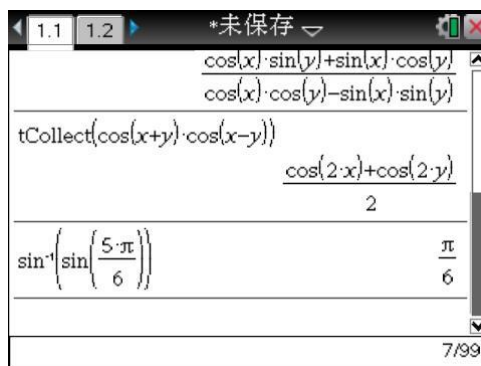 1.1 1.2 *未保存
cos(x)·sin(y)+sin(x)·cos(y)
cos(x)·cos(y)−sin(x)·sin(y)
tCollect(cos(x+y)·cos(x−y))
cos(2·x)+cos(2·y)
2
sin⁻¹(sin(5·π/6)) π/6
7/99